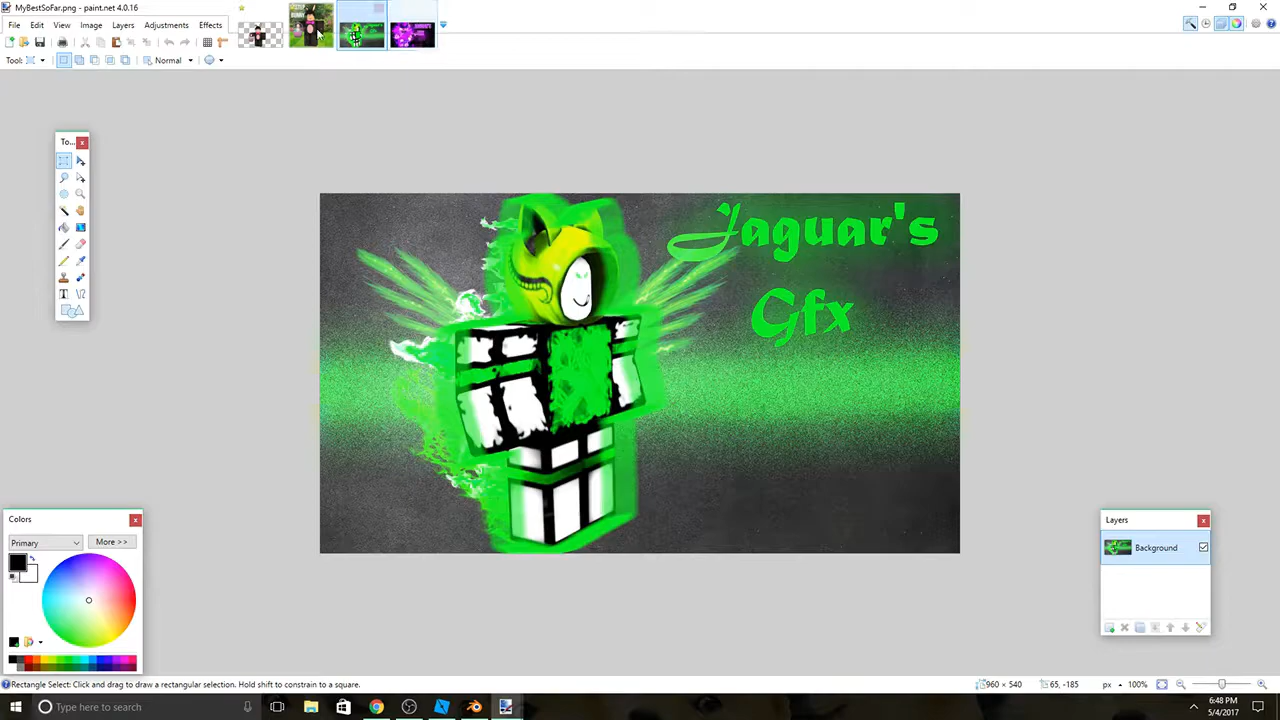 MyBestSoFar.png - paint.net 4.0.16
File Edit View Image Layers Adjustments Effects
Tool:
Normal
To...
Jaguar's
Gfx
Colors
Primary
More >>
Layers
Background
Rectangle Select: Click and drag to draw a rectangular selection. Hold shift to constrain to a square.
960 × 540
65, -185
px
100%
Type here to search
6:48 PM
5/4/2017